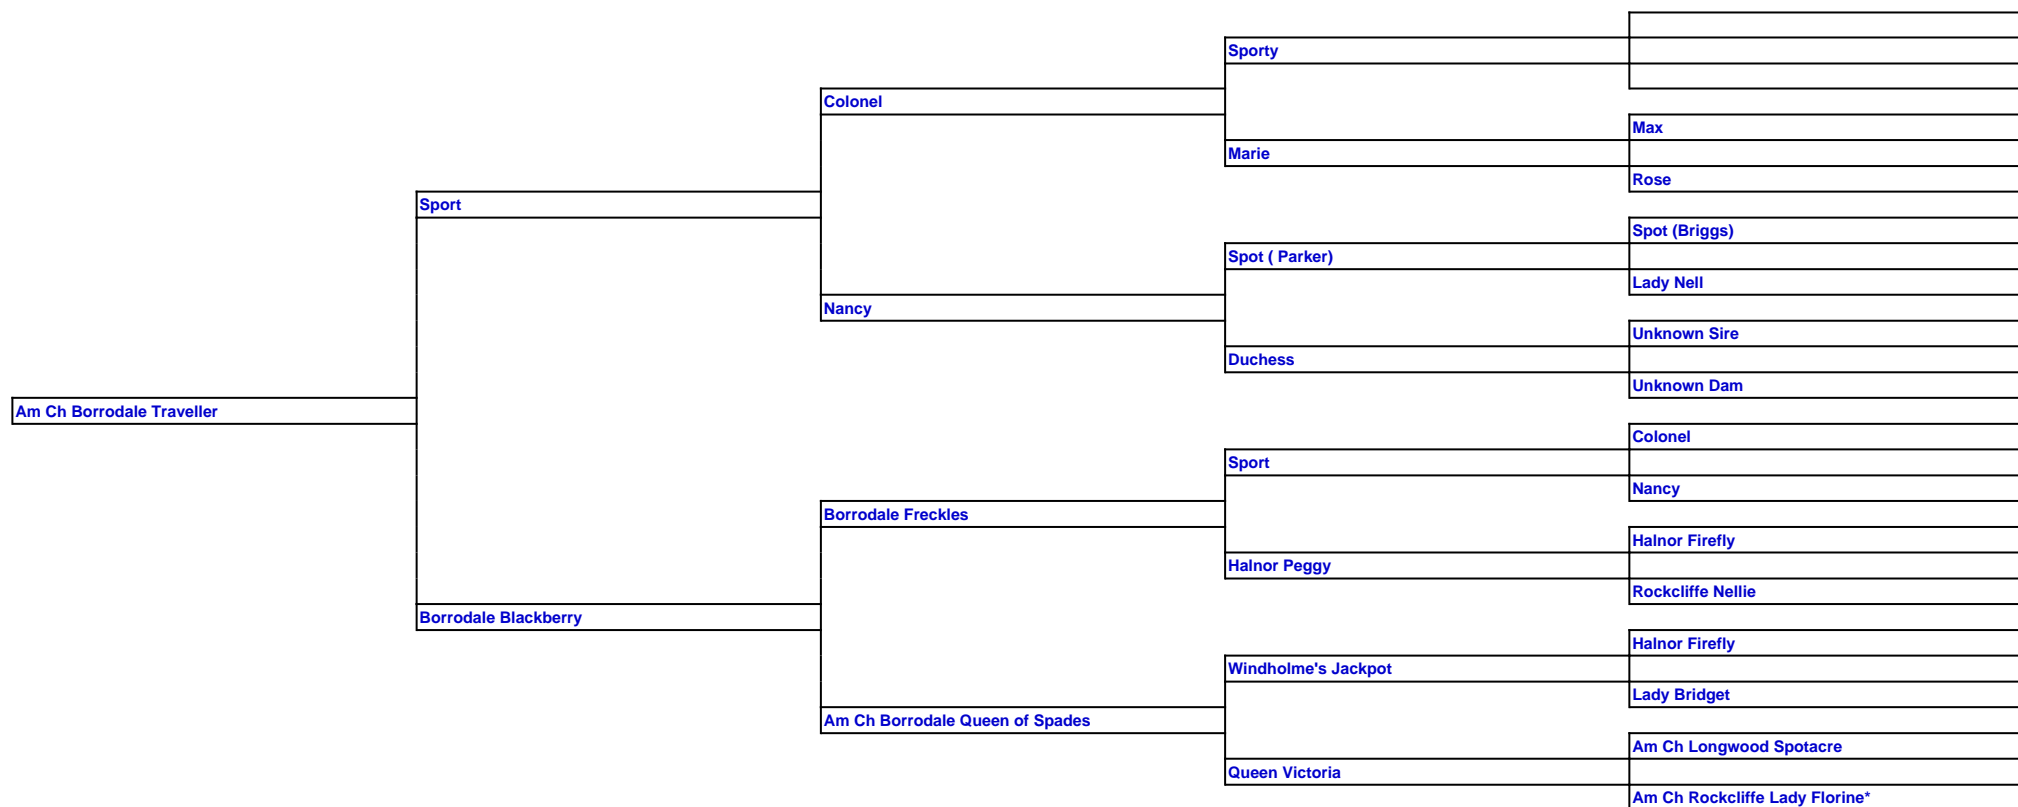 Sporty
Colonel
Max
Marie
Rose
Sport
Spot (Briggs)
Spot ( Parker)
Lady Nell
Nancy
Unknown Sire
Duchess
Unknown Dam
Am Ch Borrodale Traveller
Colonel
Sport
Nancy
Borrodale Freckles
Halnor Firefly
Halnor Peggy
Rockcliffe Nellie
Borrodale Blackberry
Halnor Firefly
Windholme's Jackpot
Lady Bridget
Am Ch Borrodale Queen of Spades
Am Ch Longwood Spotacre
Queen Victoria
Am Ch Rockcliffe Lady Florine*